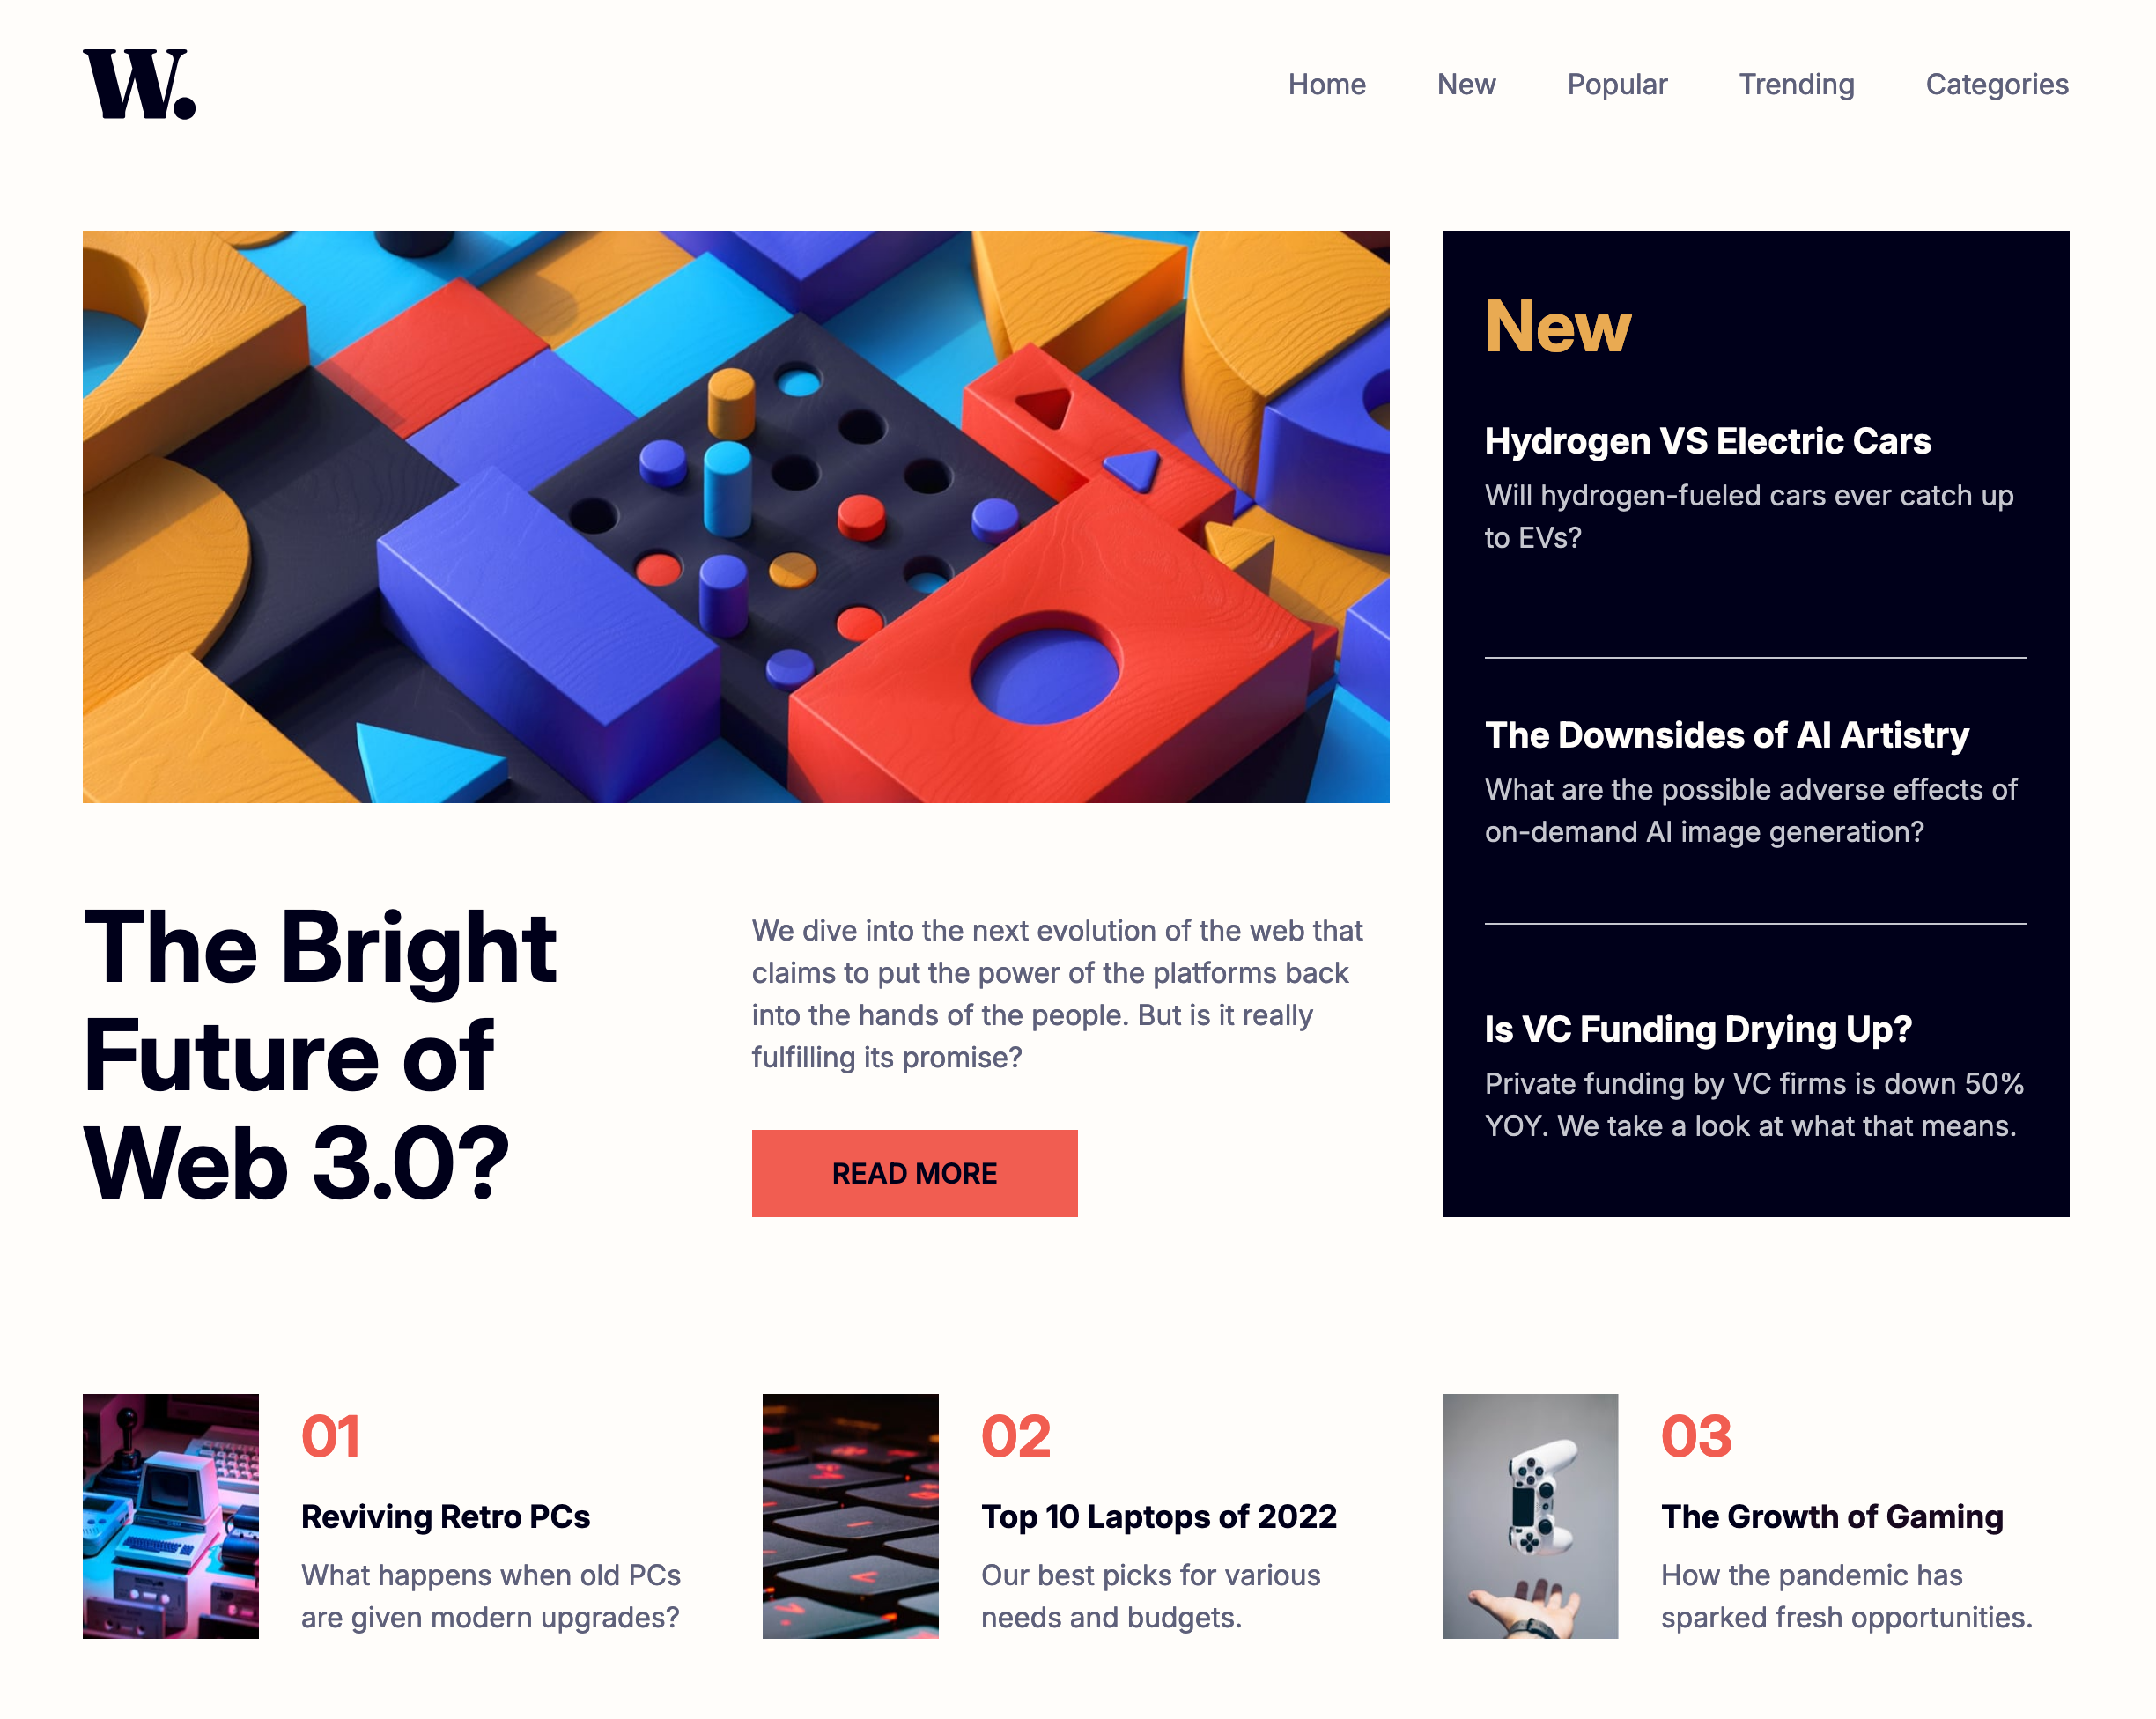 W.
Home
New
Popular
Trending
Categories
The Bright
Future of
Web 3.0?
We dive into the next evolution of the web that
claims to put the power of the platforms back
into the hands of the people. But is it really
fulfilling its promise?
READ MORE
New
Hydrogen VS Electric Cars
Will hydrogen-fueled cars ever catch up
to EVs?
The Downsides of AI Artistry
What are the possible adverse effects of
on-demand AI image generation?
Is VC Funding Drying Up?
Private funding by VC firms is down 50%
YOY. We take a look at what that means.
01
Reviving Retro PCs
What happens when old PCs
are given modern upgrades?
02
Top 10 Laptops of 2022
Our best picks for various
needs and budgets.
03
The Growth of Gaming
How the pandemic has
sparked fresh opportunities.